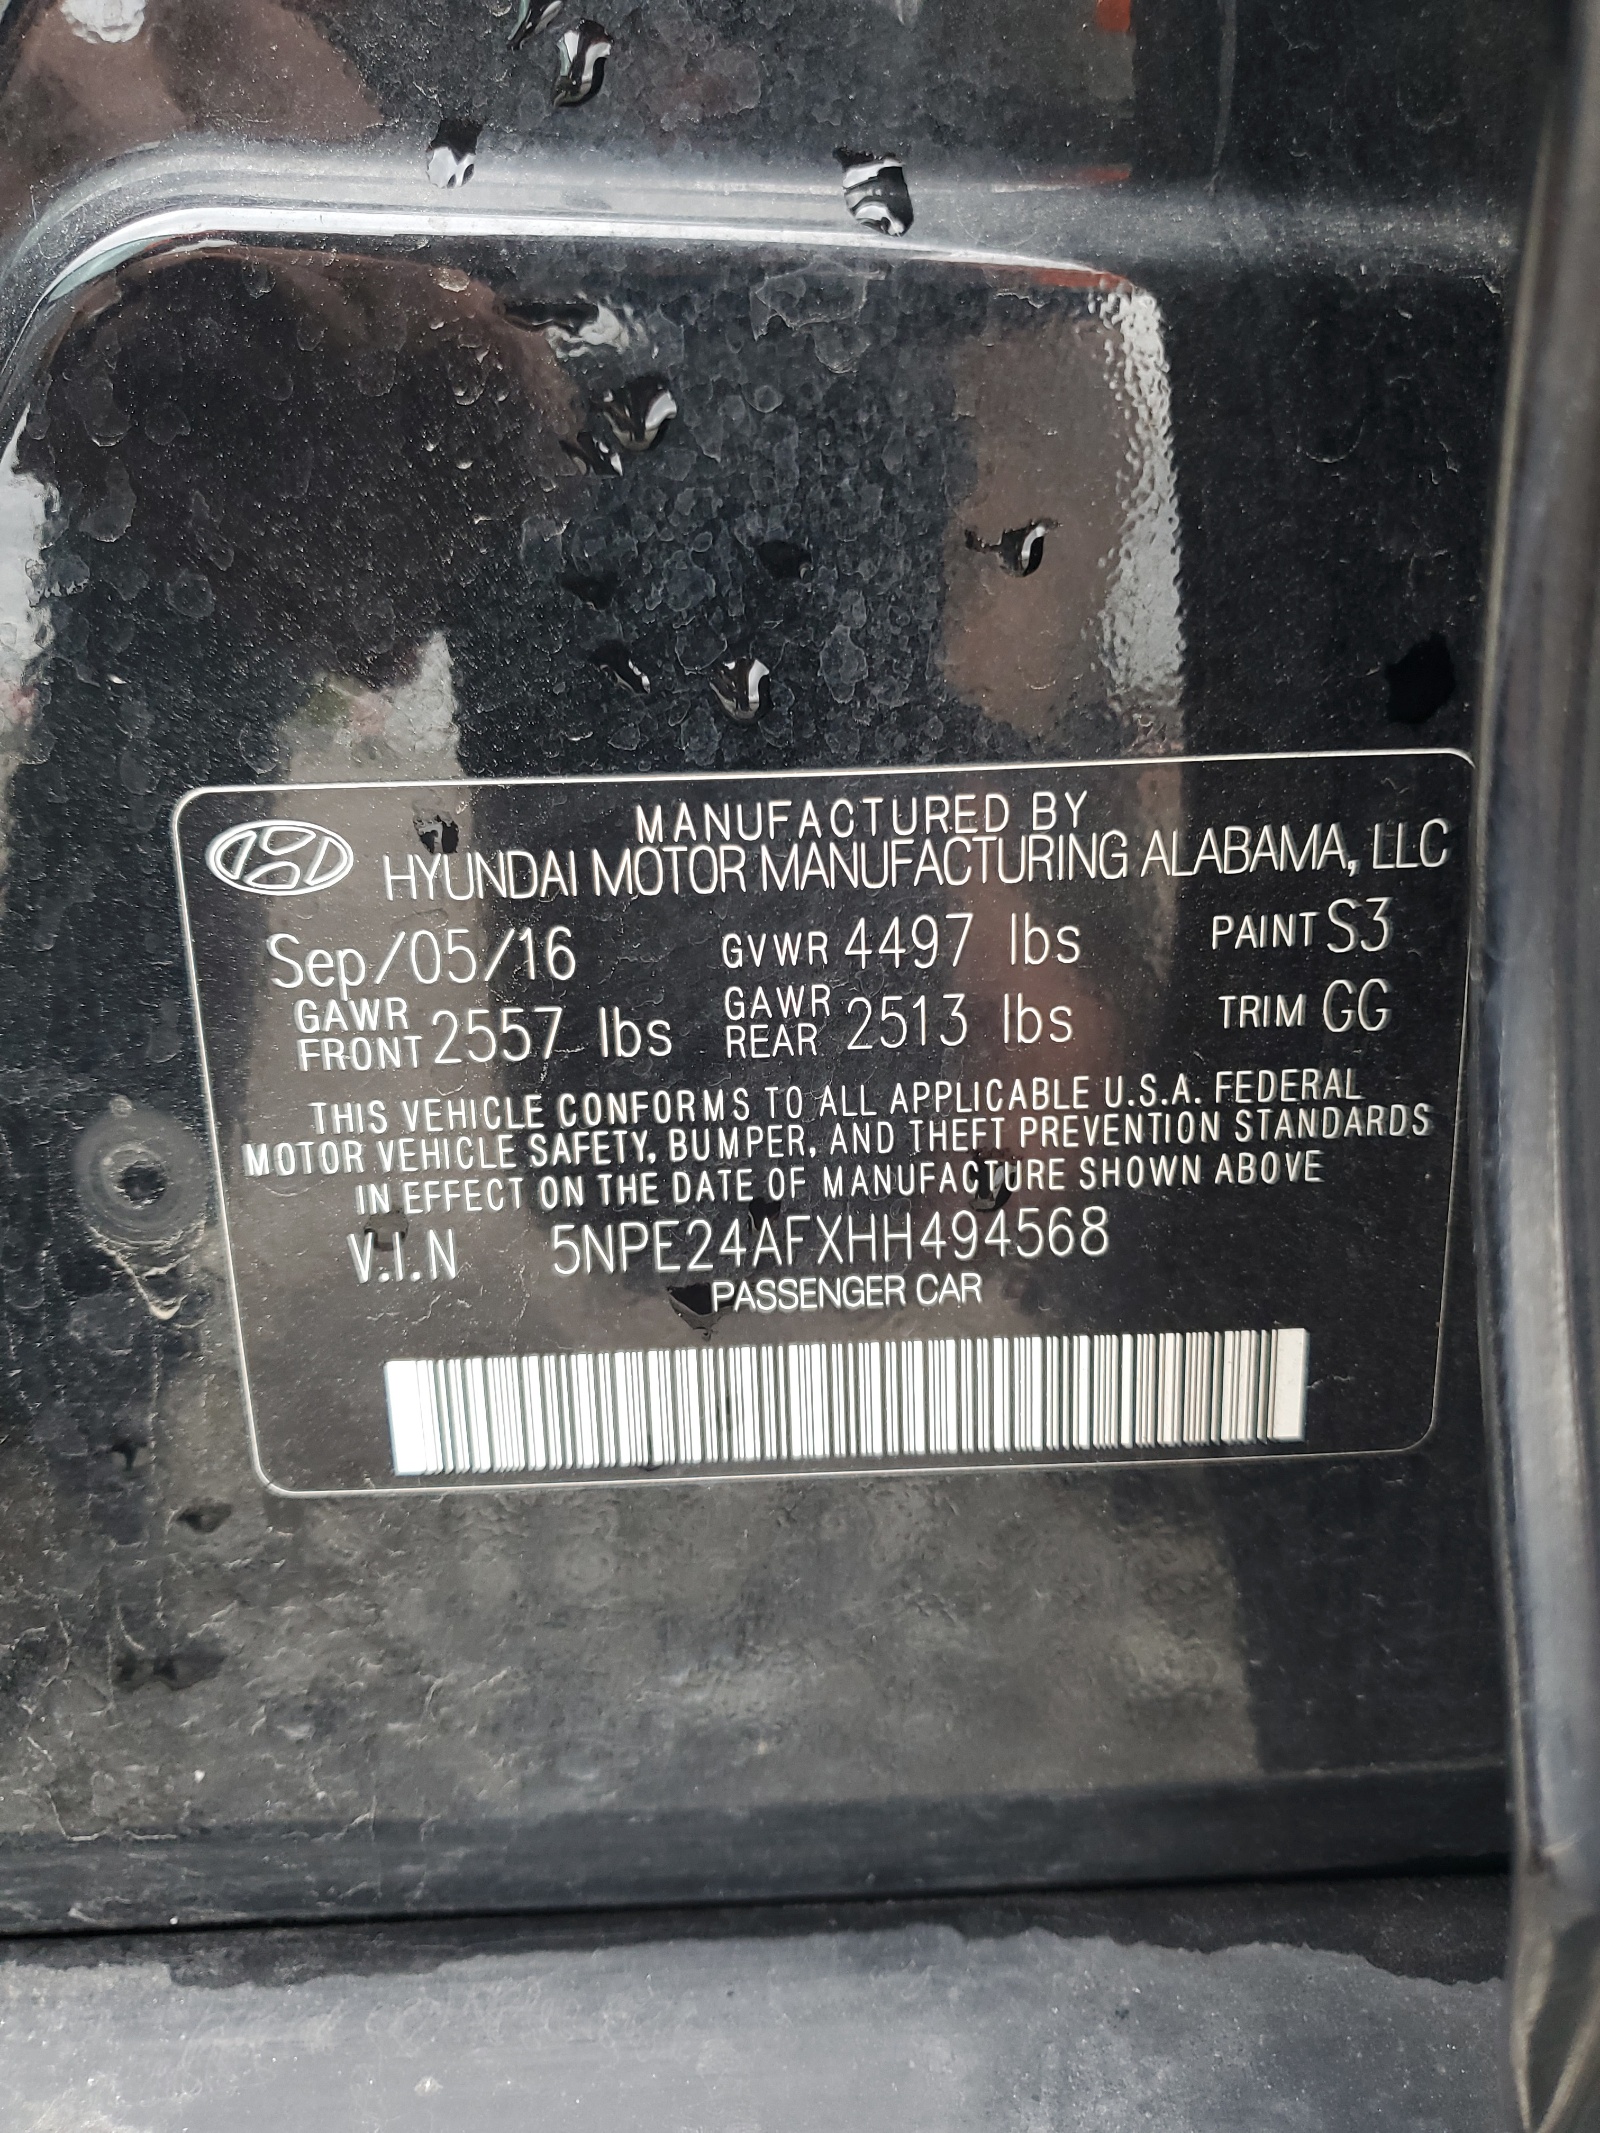 MANUFACTURED BY
HYUNDAI MOTOR MANUFACTURING ALABAMA, LLC
Sep/05/16 GVWR 4497 lbs PAINT S3
GAWR FRONT 2557 lbs GAWR REAR 2513 lbs TRIM GG
THIS VEHICLE CONFORMS TO ALL APPLICABLE U.S.A. FEDERAL
MOTOR VEHICLE SAFETY, BUMPER, AND THEFT PREVENTION STANDARDS
IN EFFECT ON THE DATE OF MANUFACTURE SHOWN ABOVE
V.I.N 5NPE24AFXHH494568
PASSENGER CAR